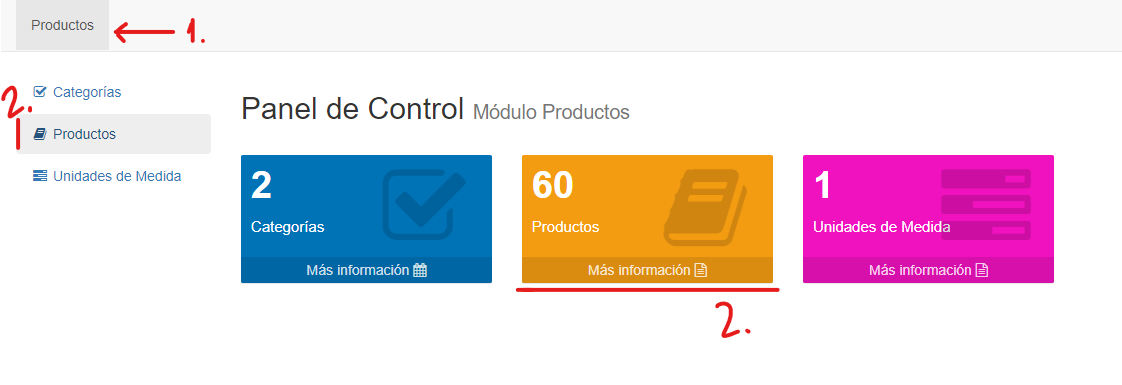 Productos
1.
2.
Categorías
Productos
Unidades de Medida
Panel de Control Módulo Productos
2
Categorías
Más información
60
Productos
Más información
1
Unidades de Medida
Más información
2.